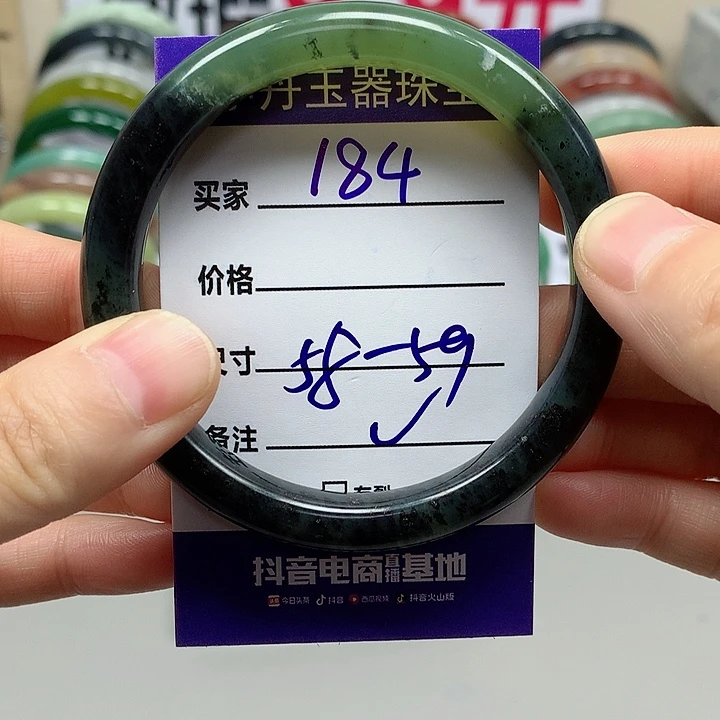 丹玉器珠宝
买家 184
价格
尺寸 58-59
备注 ✓
抖音电商直播基地
今日头条 抖音 西瓜视频 抖音火山版